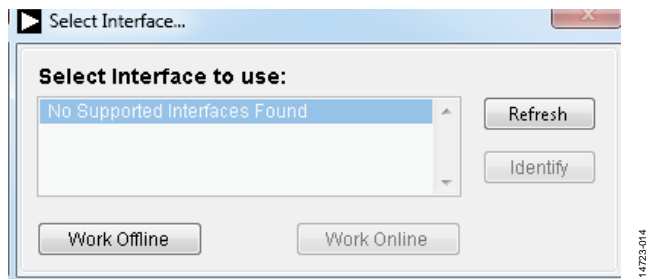 Select Interface...
Select Interface to use:
No Supported Interfaces Found
Refresh
Identify
Work Offline
Work Online
14723-014